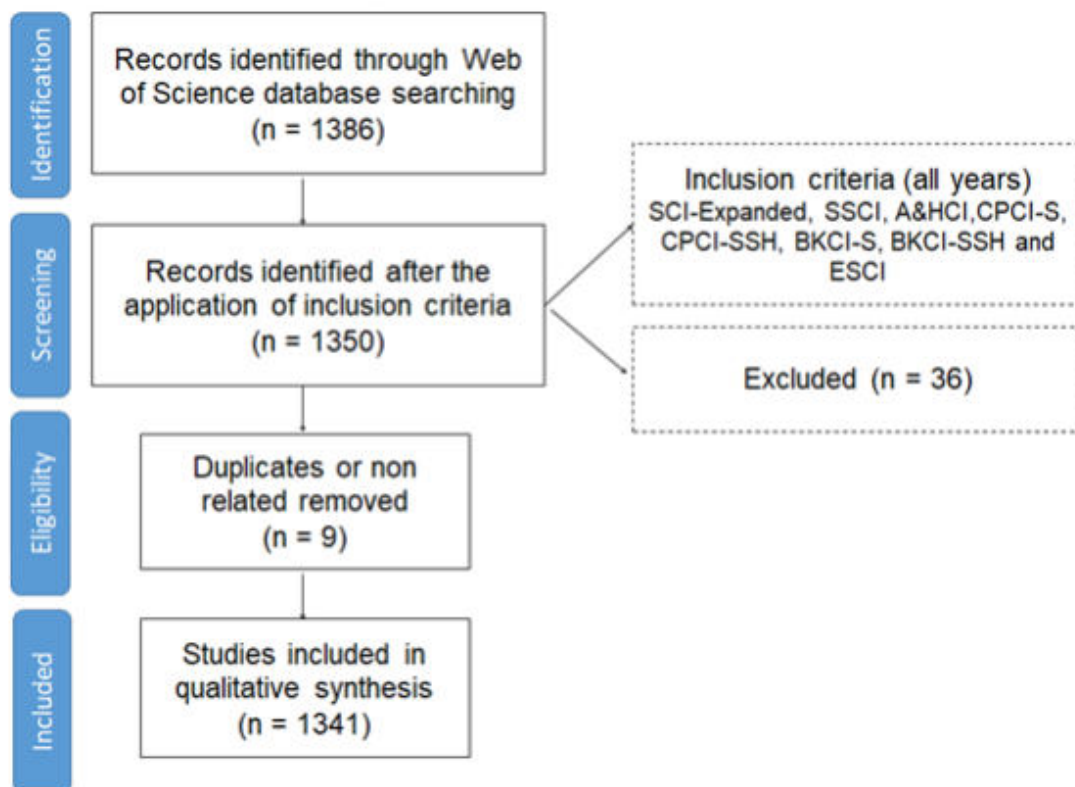 Identification
Records identified through Web
of Science database searching
(n = 1386)
Screening
Records identified after the
application of inclusion criteria
(n = 1350)
Inclusion criteria (all years)
SCI-Expanded, SSCI, A&HCI,CPCI-S,
CPCI-SSH, BKCI-S, BKCI-SSH and
ESCI
Excluded (n = 36)
Eligibility
Duplicates or non
related removed
(n = 9)
Included
Studies included in
qualitative synthesis
(n = 1341)